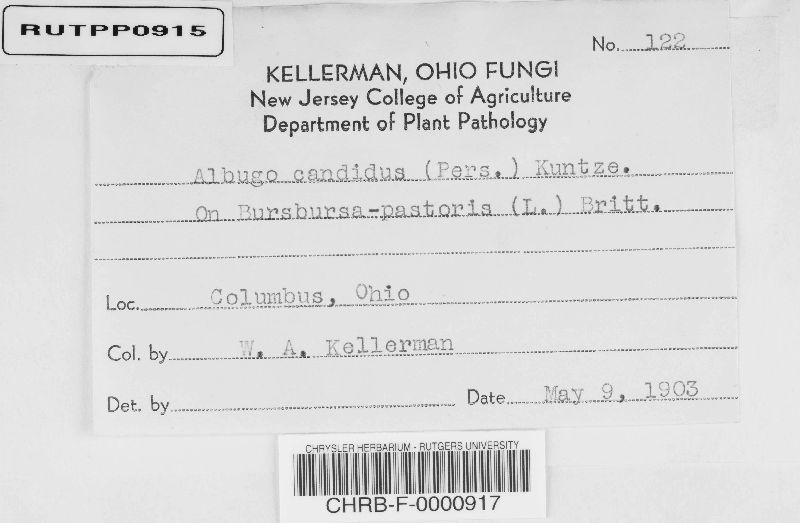 RUTPP0915
No. 122
KELLERMAN, OHIO FUNGI
New Jersey College of Agriculture
Department of Plant Pathology
Albugo candidus (Pers.) Kuntze.
On Bursbursa-pastoris (L.) Britt.
Loc. Columbus, Ohio
Col. by W. A. Kellerman
Det. by
Date May 9, 1903
CHRYSLER HERBARIUM - RUTGERS UNIVERSITY
CHRB-F-0000917